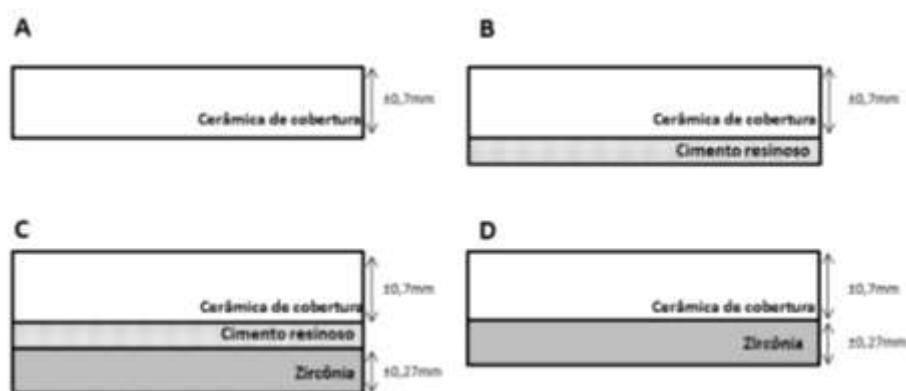 A
Cerâmica de cobertura
±0,7mm
B
Cerâmica de cobertura
±0,7mm
Cimento resinoso
C
Cerâmica de cobertura
±0,7mm
Cimento resinoso
Zircônia
±0,27mm
D
Cerâmica de cobertura
±0,7mm
Zircônia
±0,27mm